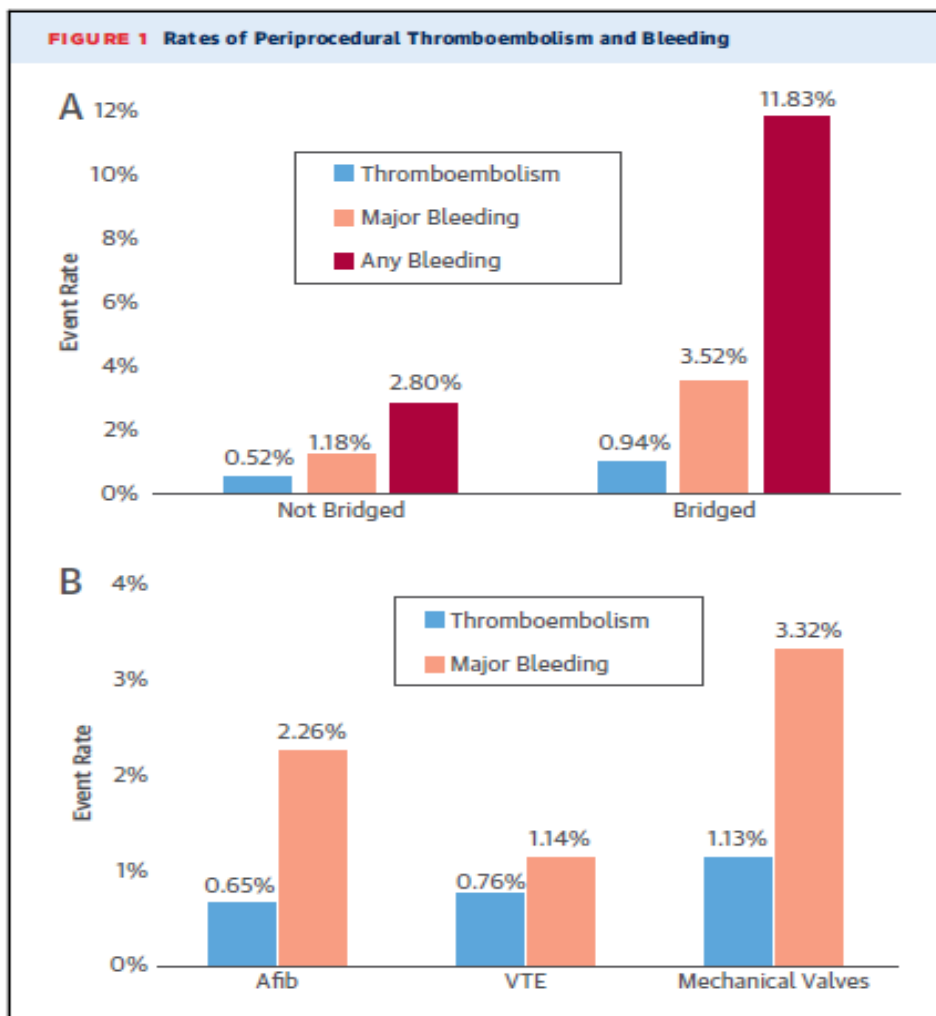 FIGURE 1 Rates of Periprocedural Thromboembolism and Bleeding
A
12%
10%
8%
6%
4%
2%
0%
Event Rate
Thromboembolism
Major Bleeding
Any Bleeding
0.52%
1.18%
2.80%
0.94%
3.52%
11.83%
Not Bridged
Bridged
B
4%
3%
2%
1%
0%
Event Rate
Thromboembolism
Major Bleeding
0.65%
2.26%
0.76%
1.14%
1.13%
3.32%
Afib
VTE
Mechanical Valves